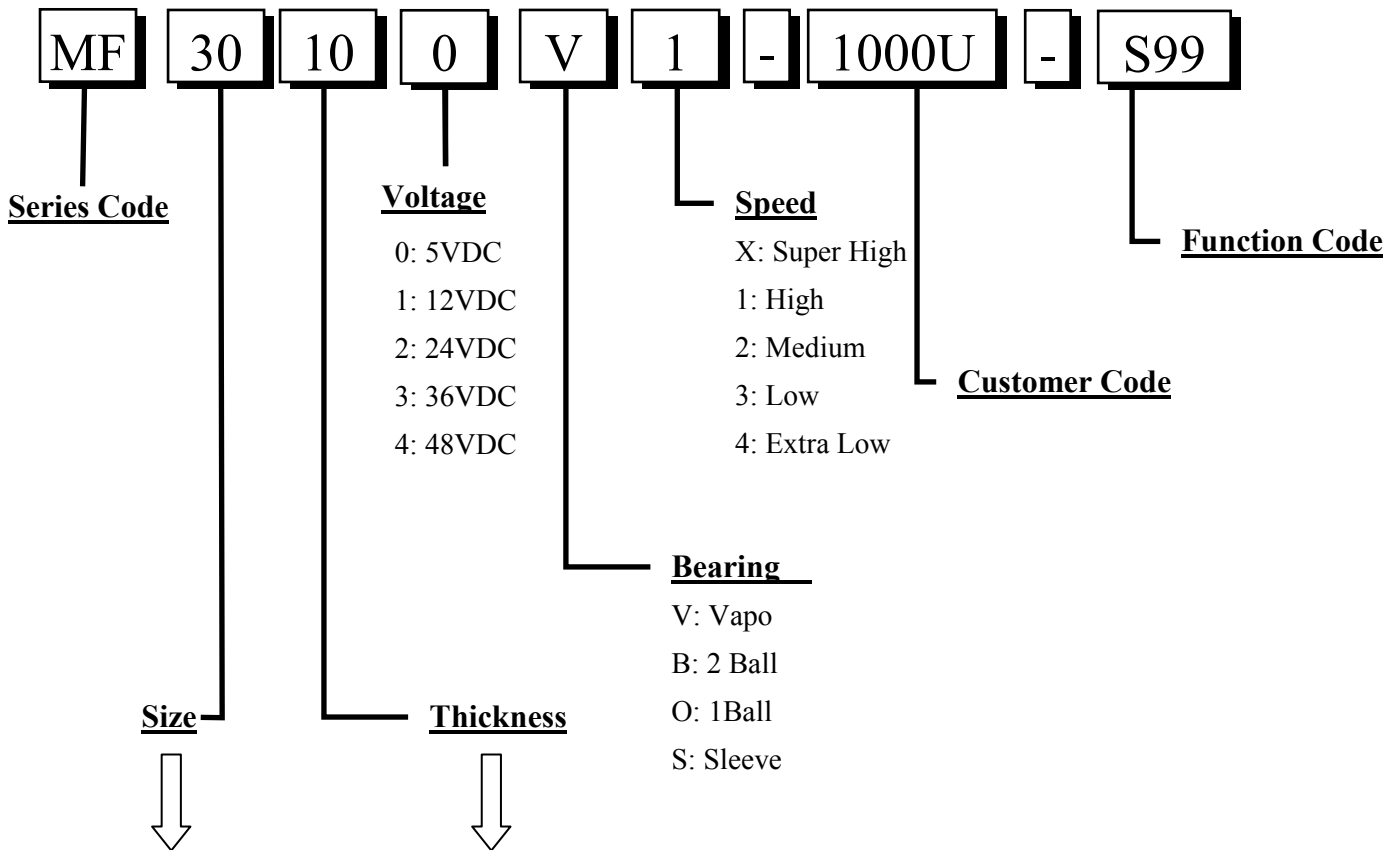 MF 30 10 0 V 1 - 1000U - S99
Series Code
Voltage
0: 5VDC
1: 12VDC
2: 24VDC
3: 36VDC
4: 48VDC
Speed
X: Super High
1: High
2: Medium
3: Low
4: Extra Low
Function Code
Customer Code
Bearing
V: Vapo
B: 2 Ball
O: 1Ball
S: Sleeve
Size
Thickness